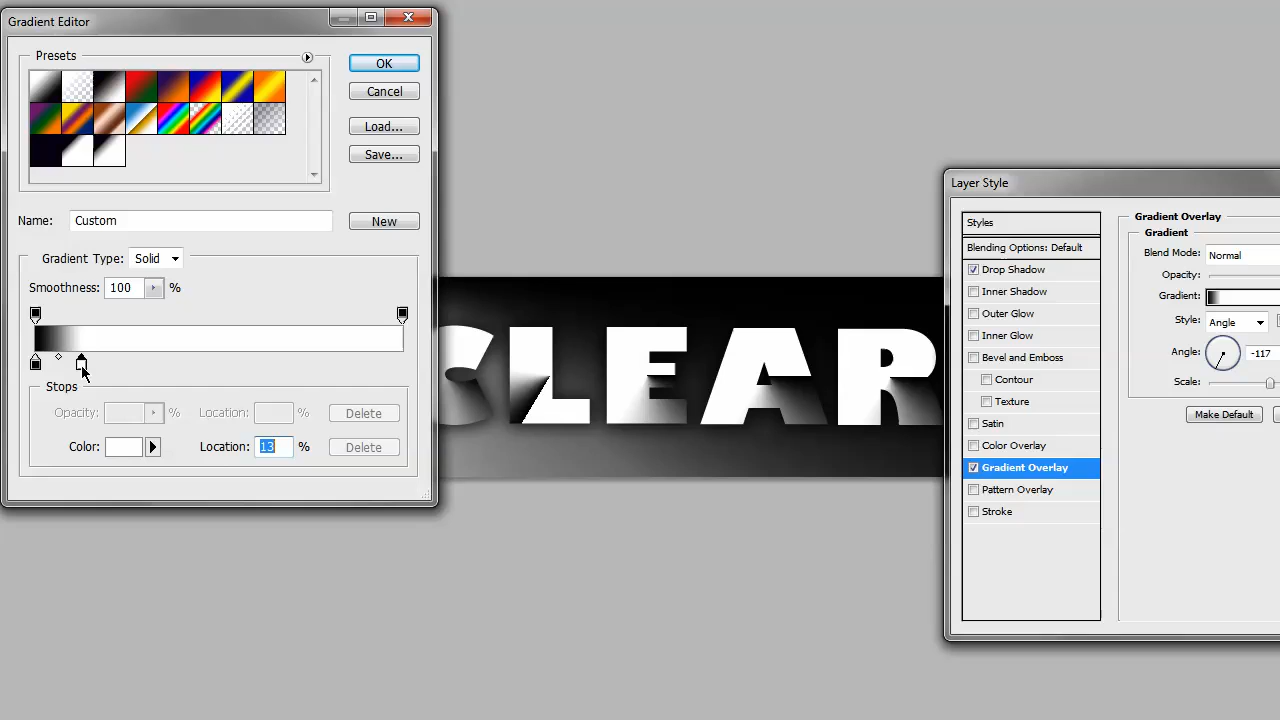 Gradient Editor
Presets
OK
Cancel
Load...
Save...
Name: Custom
New
Gradient Type: Solid
Smoothness: 100 %
Stops
Opacity: % Location: % Delete
Color: Location: 13 % Delete
CLEAR
Layer Style
Styles
Blending Options: Default
Drop Shadow
Inner Shadow
Outer Glow
Inner Glow
Bevel and Emboss
Contour
Texture
Satin
Color Overlay
Gradient Overlay
Pattern Overlay
Stroke
Gradient Overlay
Gradient
Blend Mode: Normal
Opacity:
Gradient:
Style: Angle
Angle: -117
Scale:
Make Default